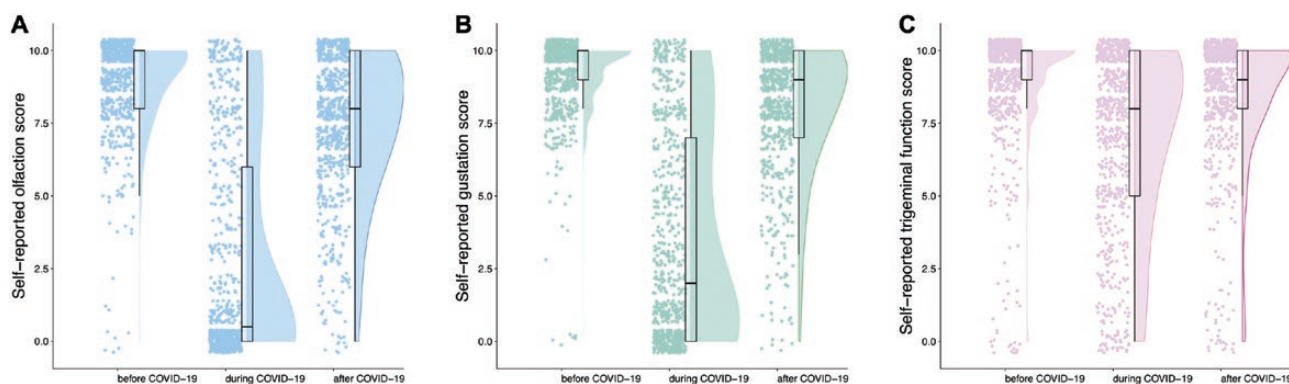 A
Self-reported olfaction score
10.0
7.5
5.0
2.5
0.0
before COVID-19
during COVID-19
after COVID-19
B
Self-reported gustation score
10.0
7.5
5.0
2.5
0.0
before COVID-19
during COVID-19
after COVID-19
C
Self-reported trigeminal function score
10.0
7.5
5.0
2.5
0.0
before COVID-19
during COVID-19
after COVID-19